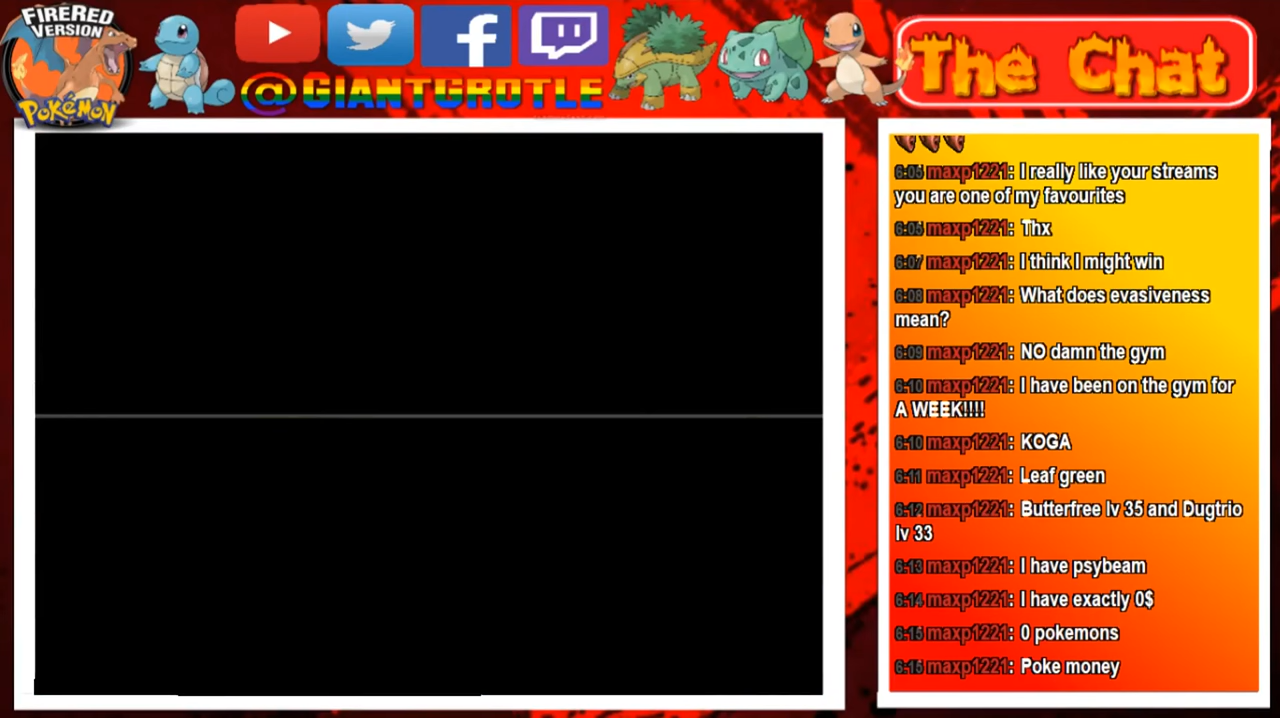 FIRERED
VERSION
POKéMON
@GIANTGROTLE
The Chat
6:05 maxp1221: I really like your streams
you are one of my favourites
6:05 maxp1221: Thx
6:07 maxp1221: I think I might win
6:08 maxp1221: What does evasiveness
mean?
6:09 maxp1221: NO damn the gym
6:10 maxp1221: I have been on the gym for
A WEEK!!!!
6:10 maxp1221: KOGA
6:11 maxp1221: Leaf green
6:12 maxp1221: Butterfree lv 35 and Dugtrio
lv 33
6:13 maxp1221: I have psybeam
6:14 maxp1221: I have exactly 0$
6:15 maxp1221: 0 pokemons
6:15 maxp1221: Poke money